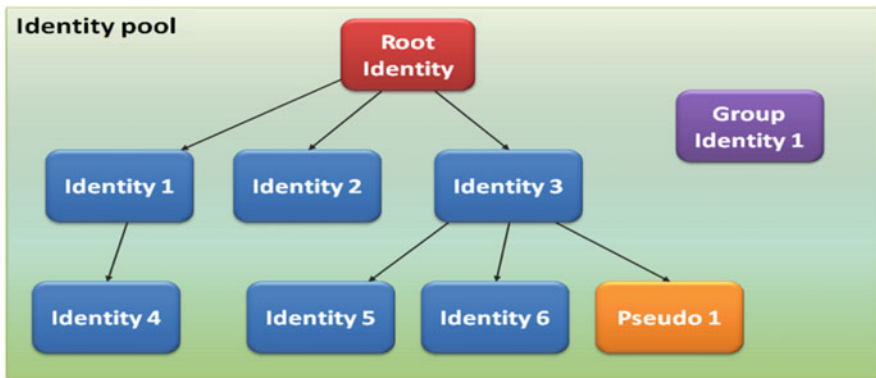 Identity pool
Root
Identity
Group
Identity 1
Identity 1
Identity 2
Identity 3
Identity 4
Identity 5
Identity 6
Pseudo 1